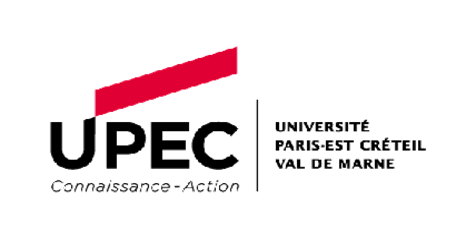 UPEC
Connaissance-Action
UNIVERSITÉ
PARIS-EST CRÉTEIL
VAL DE MARNE